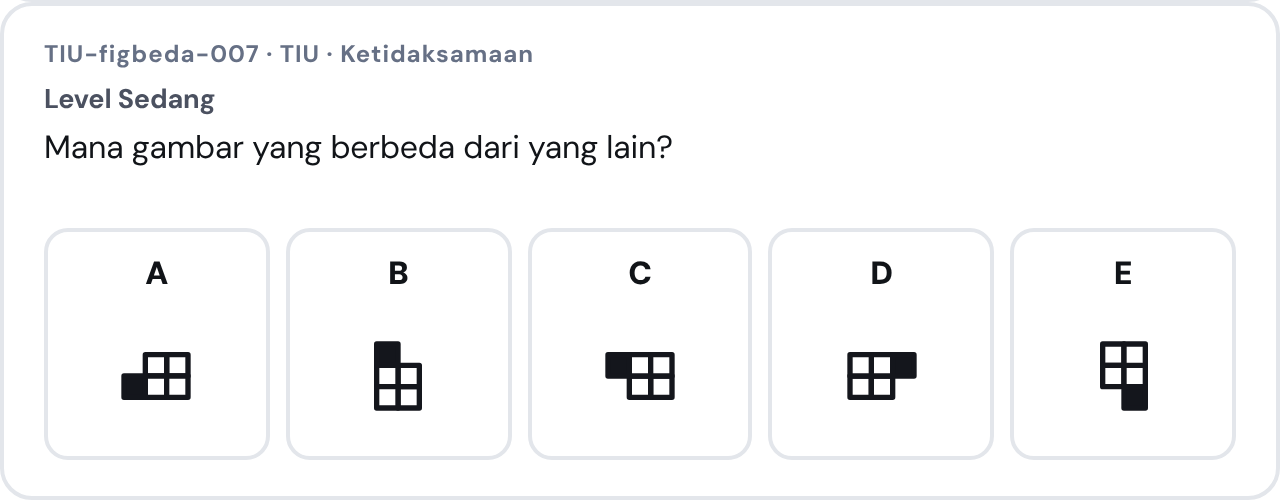 TIU-figbeda-007 · TIU · Ketidaksamaan
Level Sedang
Mana gambar yang berbeda dari yang lain?
A B C D E